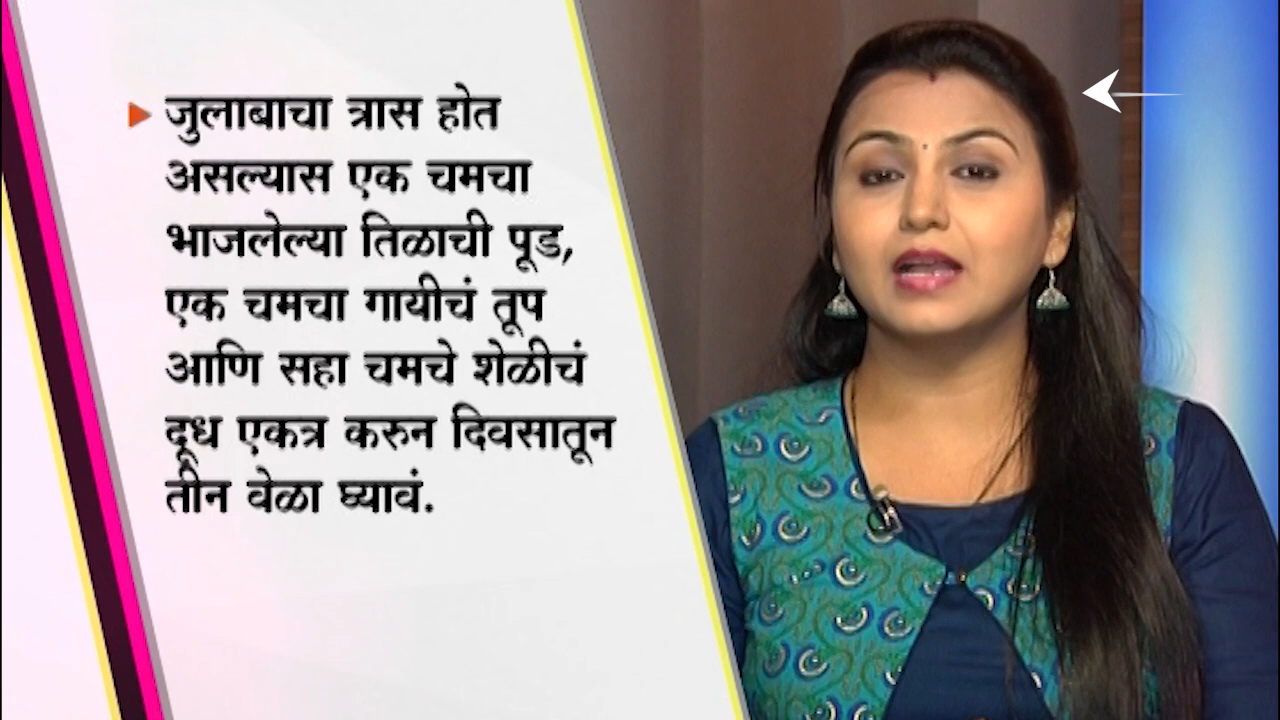 जुलाबाचा त्रास होत
असल्यास एक चमचा
भाजलेल्या तिळाची पूड,
एक चमचा गायीचं तूप
आणि सहा चमचे शेळीचं
दूध एकत्र करुन दिवसातून
तीन वेळा घ्यावं.